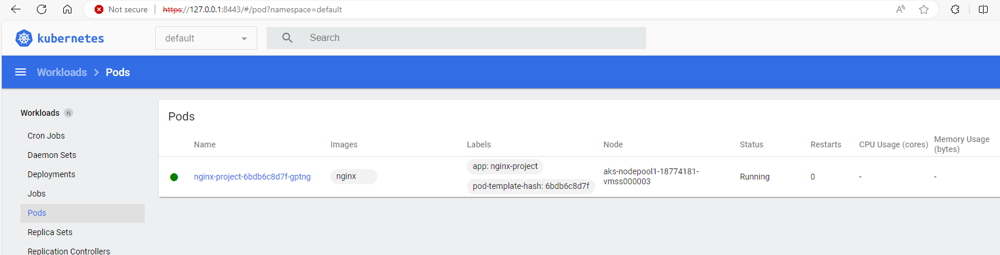 Not secure https://127.0.0.1:8443/#/pod?namespace=default
kubernetes default Search
Workloads > Pods
Workloads N
Cron Jobs
Daemon Sets
Deployments
Jobs
Pods
Replica Sets
Replication Controllers
Pods
Name Images Labels Node Status Restarts CPU Usage (cores) Memory Usage (bytes)
nginx-project-6bdb6c8d7f-gptng nginx app: nginx-project
pod-template-hash: 6bdb6c8d7f
aks-nodepool1-18774181-
vmss000003
Running 0 - -